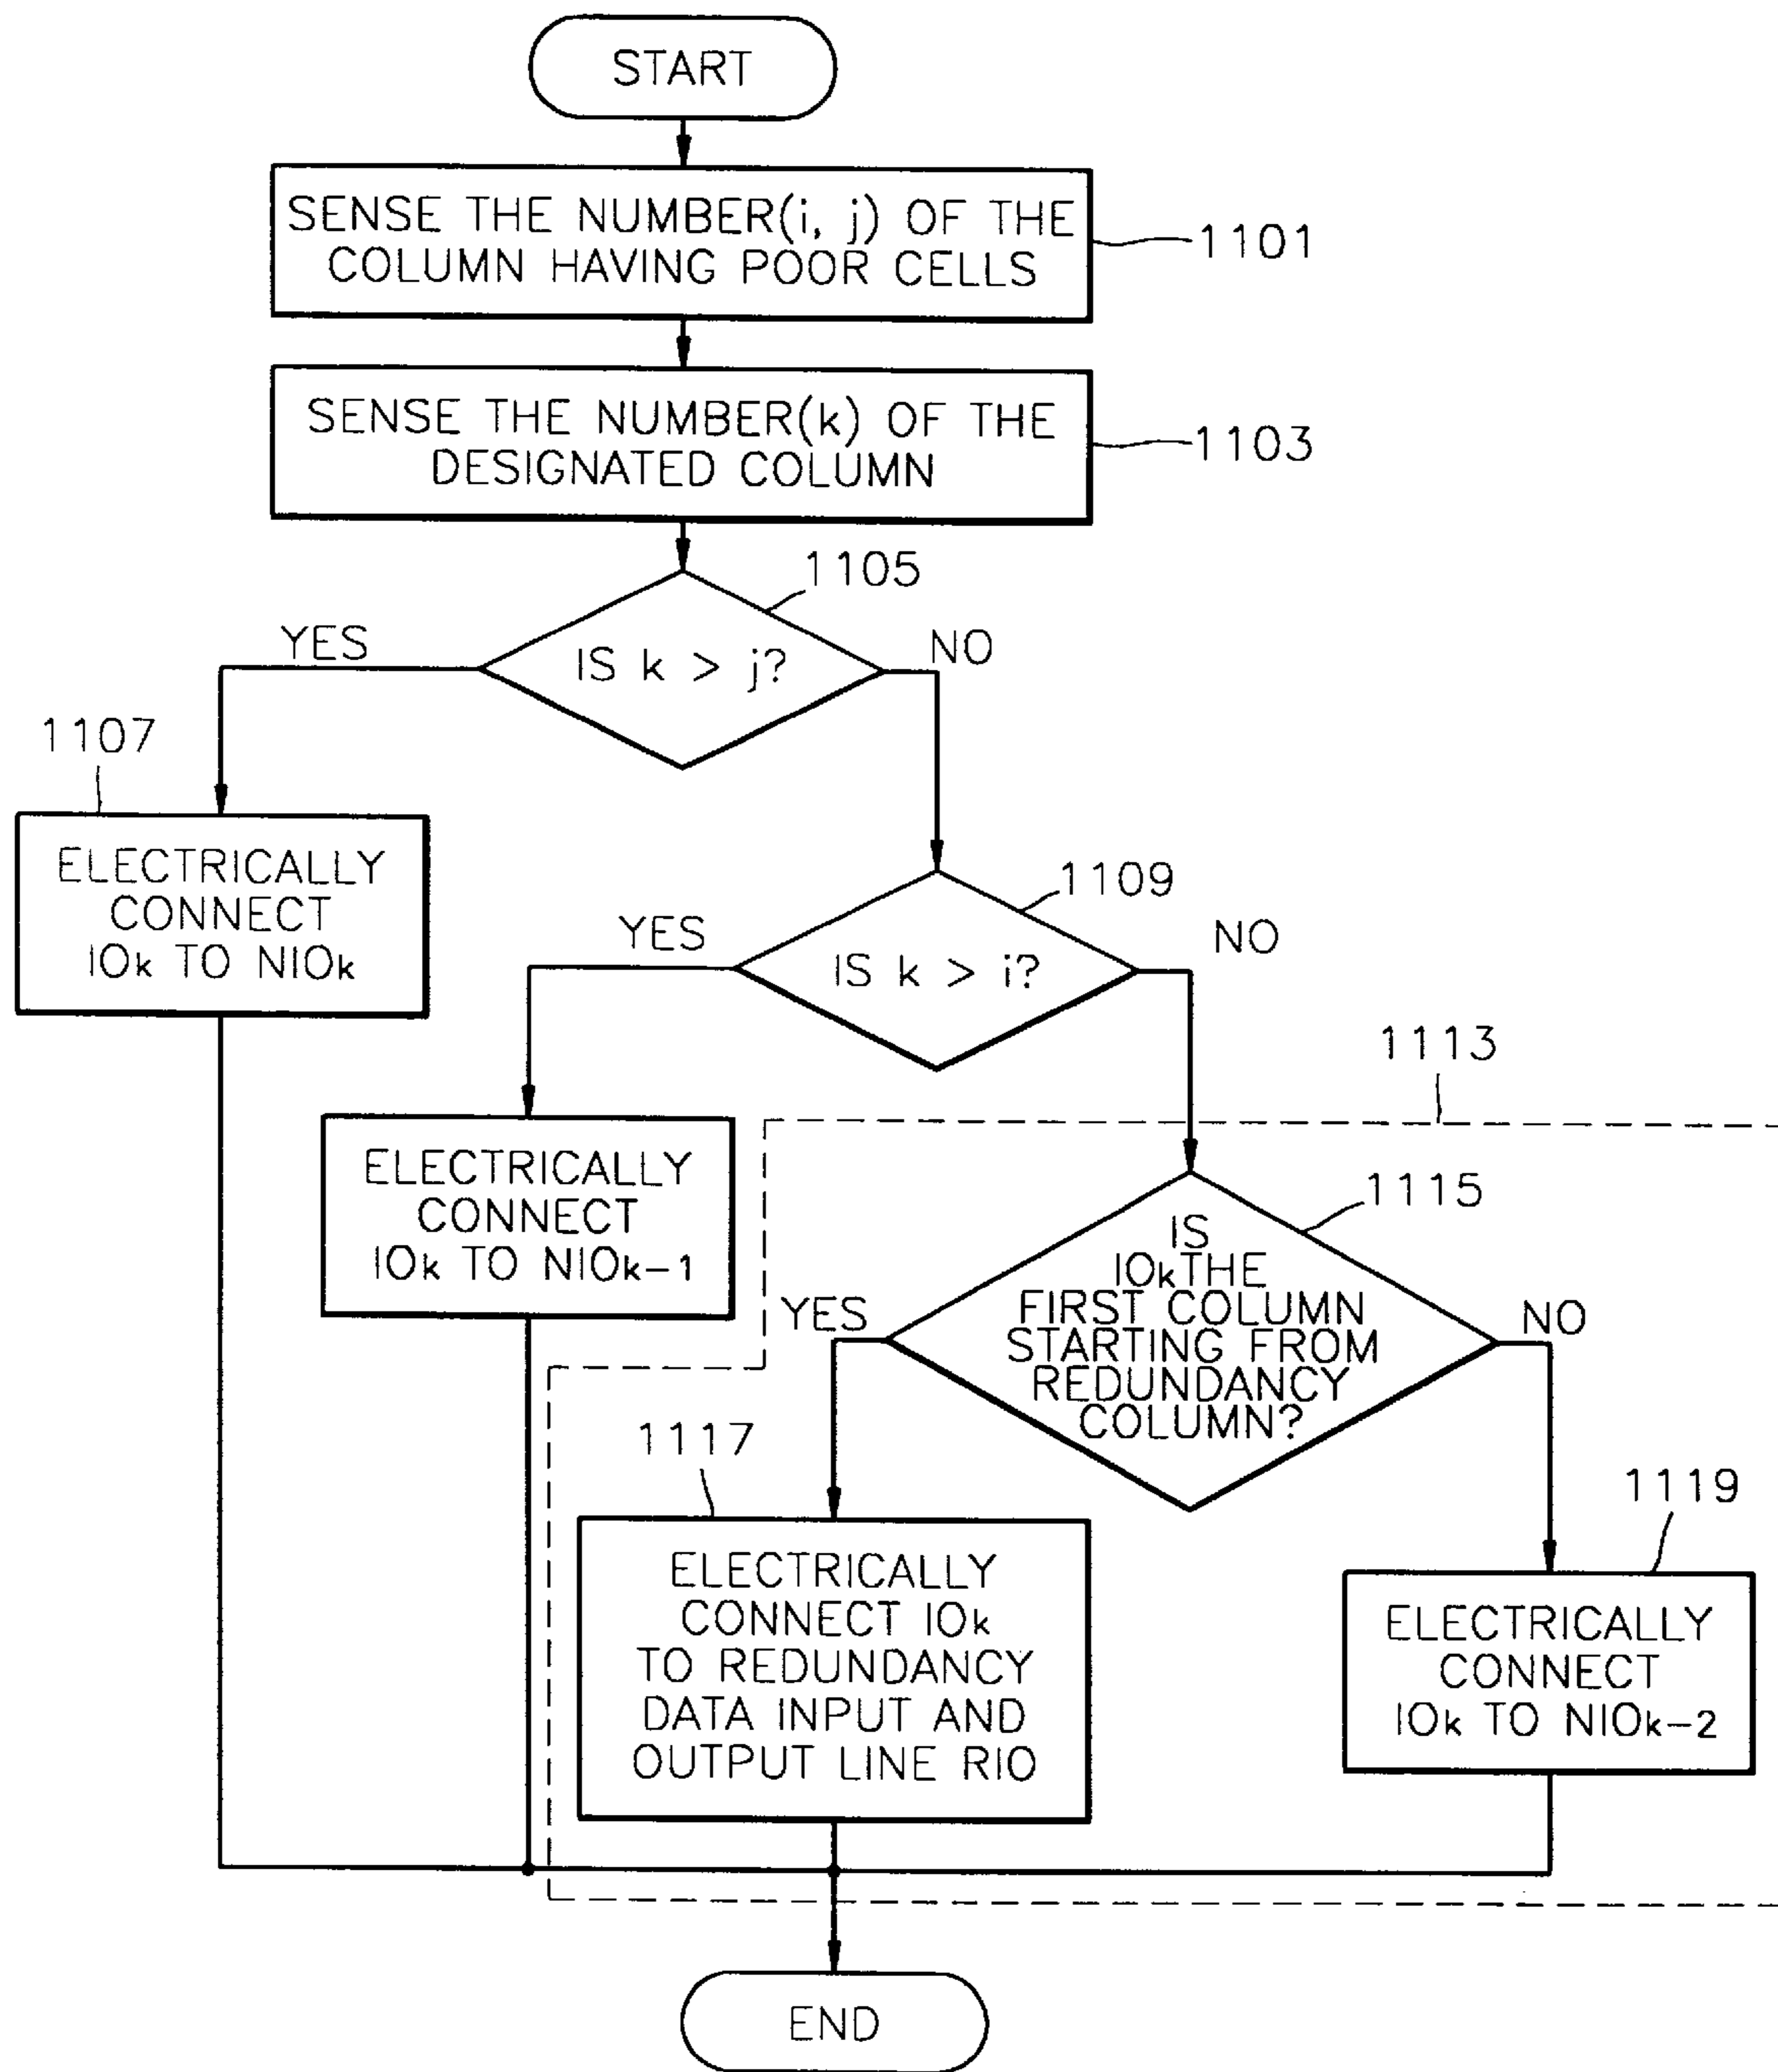 START
SENSE THE NUMBER(i, j) OF THE
COLUMN HAVING POOR CELLS
1101
SENSE THE NUMBER(k) OF THE
DESIGNATED COLUMN
1103
1105
IS k > j?
YES
NO
1107
ELECTRICALLY
CONNECT
IOk TO NIOk
1109
IS k > i?
YES
NO
1113
ELECTRICALLY
CONNECT
IOk TO NIOk-1
1115
IS
IOk THE
FIRST COLUMN
STARTING FROM
REDUNDANCY
COLUMN?
YES
NO
1117
ELECTRICALLY
CONNECT IOk
TO REDUNDANCY
DATA INPUT AND
OUTPUT LINE RIO
1119
ELECTRICALLY
CONNECT
IOk TO NIOk-2
END